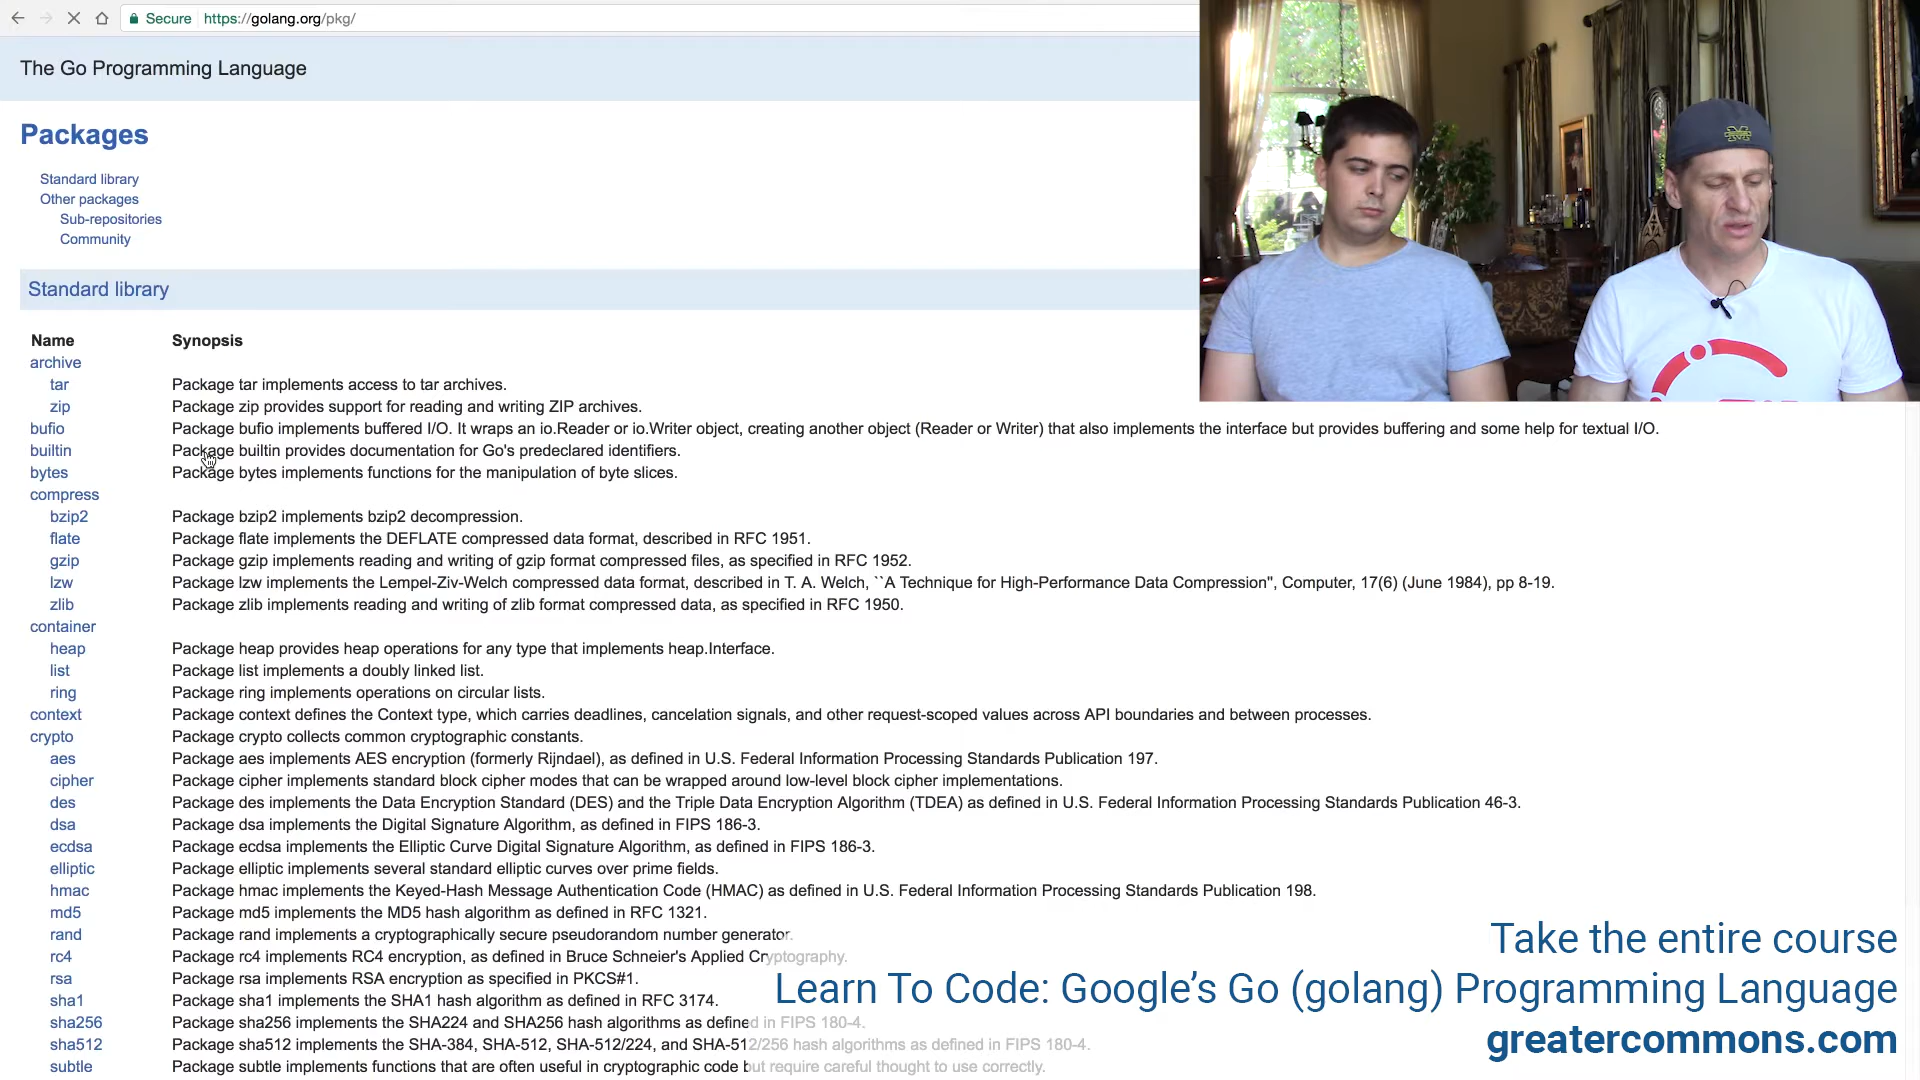 Secure https://golang.org/pkg/
The Go Programming Language
Packages
Standard library
Other packages
Sub-repositories
Community
Standard library
Name Synopsis
archive
tar Package tar implements access to tar archives.
zip Package zip provides support for reading and writing ZIP archives.
bufio Package bufio implements buffered I/O. It wraps an io.Reader or io.Writer object, creating another object (Reader or Writer) that also implements the interface but provides buffering and some help for textual I/O.
builtin Package builtin provides documentation for Go's predeclared identifiers.
bytes Package bytes implements functions for the manipulation of byte slices.
compress
bzip2 Package bzip2 implements bzip2 decompression.
flate Package flate implements the DEFLATE compressed data format, described in RFC 1951.
gzip Package gzip implements reading and writing of gzip format compressed files, as specified in RFC 1952.
lzw Package lzw implements the Lempel-Ziv-Welch compressed data format, described in T. A. Welch, ``A Technique for High-Performance Data Compression'', Computer, 17(6) (June 1984), pp 8-19.
zlib Package zlib implements reading and writing of zlib format compressed data, as specified in RFC 1950.
container
heap Package heap provides heap operations for any type that implements heap.Interface.
list Package list implements a doubly linked list.
ring Package ring implements operations on circular lists.
context Package context defines the Context type, which carries deadlines, cancelation signals, and other request-scoped values across API boundaries and between processes.
crypto Package crypto collects common cryptographic constants.
aes Package aes implements AES encryption (formerly Rijndael), as defined in U.S. Federal Information Processing Standards Publication 197.
cipher Package cipher implements standard block cipher modes that can be wrapped around low-level block cipher implementations.
des Package des implements the Data Encryption Standard (DES) and the Triple Data Encryption Algorithm (TDEA) as defined in U.S. Federal Information Processing Standards Publication 46-3.
dsa Package dsa implements the Digital Signature Algorithm, as defined in FIPS 186-3.
ecdsa Package ecdsa implements the Elliptic Curve Digital Signature Algorithm, as defined in FIPS 186-3.
elliptic Package elliptic implements several standard elliptic curves over prime fields.
hmac Package hmac implements the Keyed-Hash Message Authentication Code (HMAC) as defined in U.S. Federal Information Processing Standards Publication 198.
md5 Package md5 implements the MD5 hash algorithm as defined in RFC 1321.
rand Package rand implements a cryptographically secure pseudorandom number generator.
rc4 Package rc4 implements RC4 encryption, as defined in Bruce Schneier's Applied Cryptography.
rsa Package rsa implements RSA encryption as specified in PKCS#1.
sha1 Package sha1 implements the SHA1 hash algorithm as defined in RFC 3174.
sha256 Package sha256 implements the SHA224 and SHA256 hash algorithms as defined in FIPS 180-4.
sha512 Package sha512 implements the SHA-384, SHA-512, SHA-512/224, and SHA-512/256 hash algorithms as defined in FIPS 180-4.
subtle Package subtle implements functions that are often useful in cryptographic code but require careful thought to use correctly.
Take the entire course
Learn To Code: Google's Go (golang) Programming Language
greatercommons.com